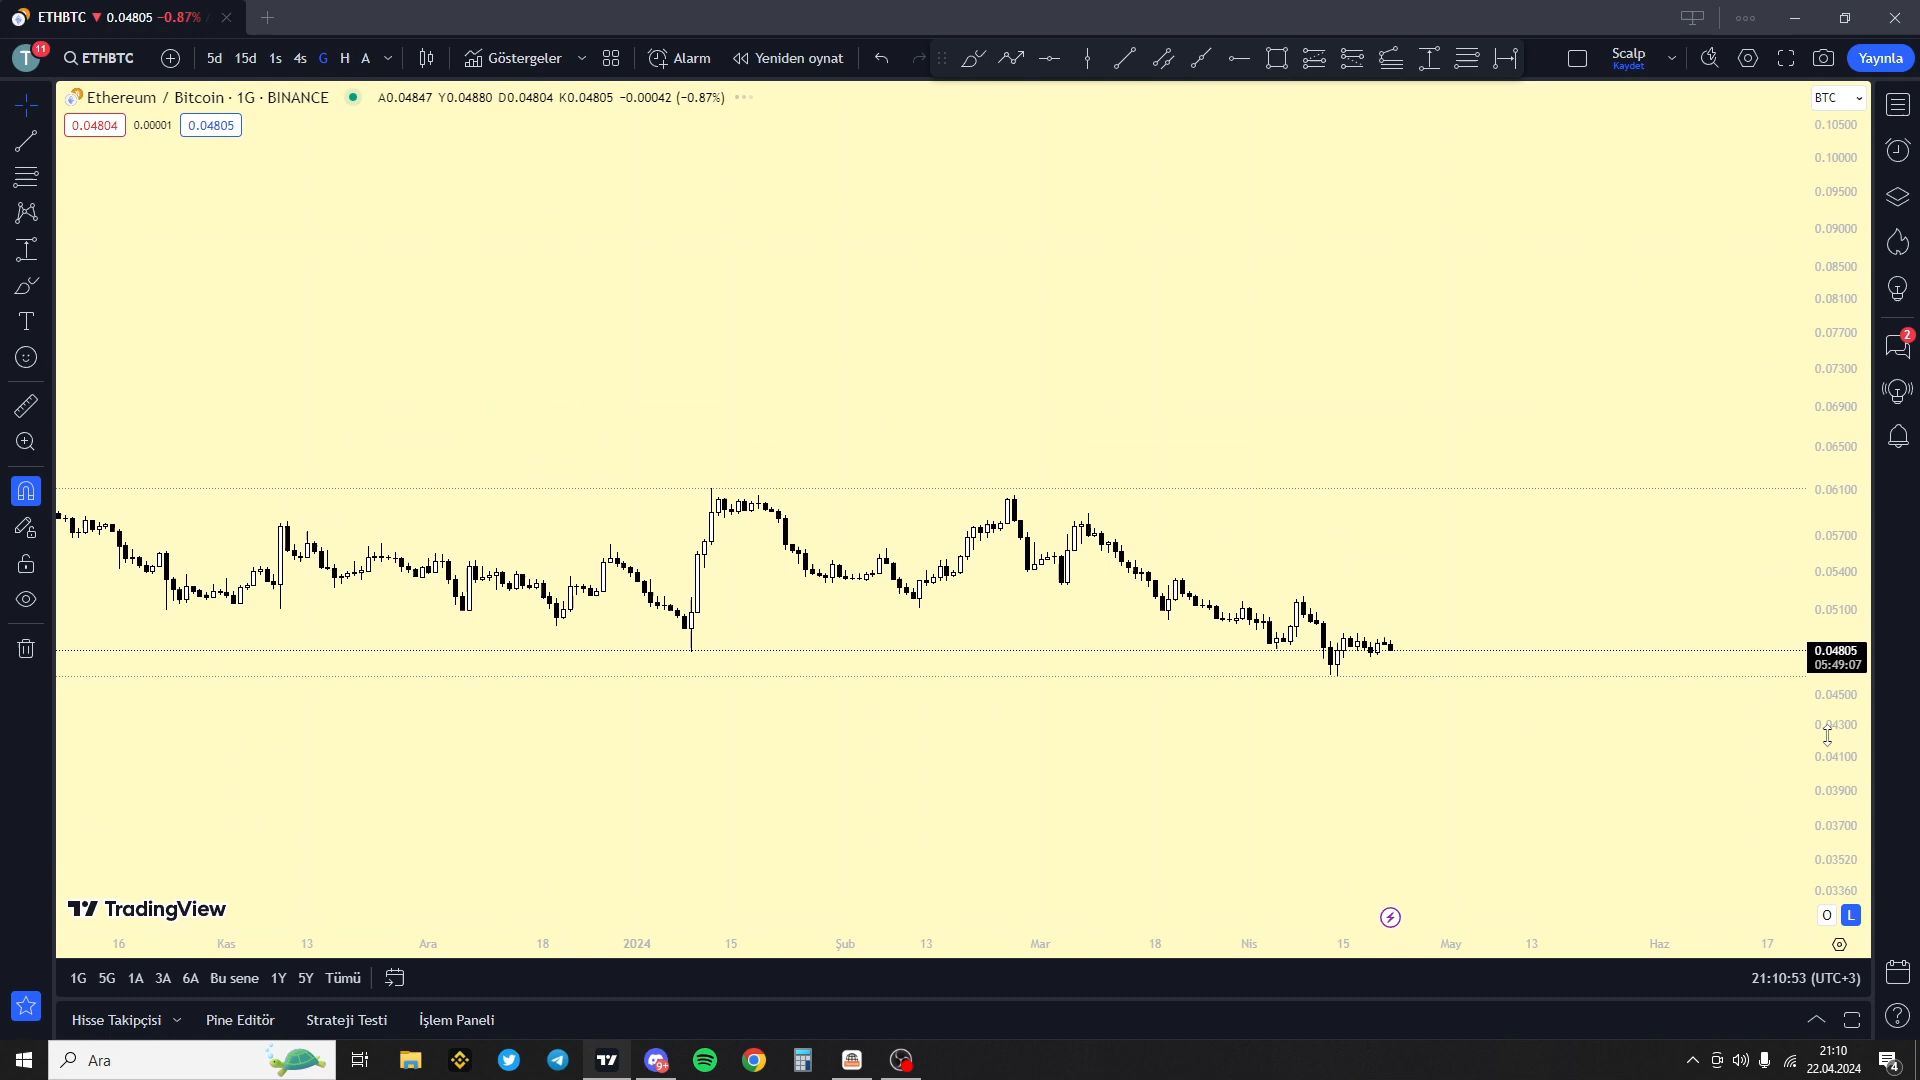 ETHBTC ▼ 0.04805 −0.87% /
T 11 ETHBTC 5d 15d 1s 4s G H A Göstergeler Alarm Yeniden oynat Scalp Kaydet Yayınla
Ethereum / Bitcoin · 1G · BINANCE A0.04847 Y0.04880 D0.04804 K0.04805 −0.00042 (−0.87%)
BTC
0.04804 0.00001 0.04805
0.10500
0.10000
0.09500
0.09000
0.08500
0.08100
0.07700
2
0.07300
0.06900
0.06500
0.06100
0.05700
0.05400
0.05100
0.04805
05:49:07
0.04500
0.04300
0.04100
0.03900
0.03700
0.03520
0.03360
TradingView
O L
16 Kas 13 Ara 18 2024 15 Şub 13 Mar 18 Nis 15 May 13 Haz 17
1G 5G 1A 3A 6A Bu sene 1Y 5Y Tümü 21:10:53 (UTC+3)
Hisse Takipçisi Pine Editör Strateji Testi İşlem Paneli
Ara 9+ 21:10
22.04.2024 4